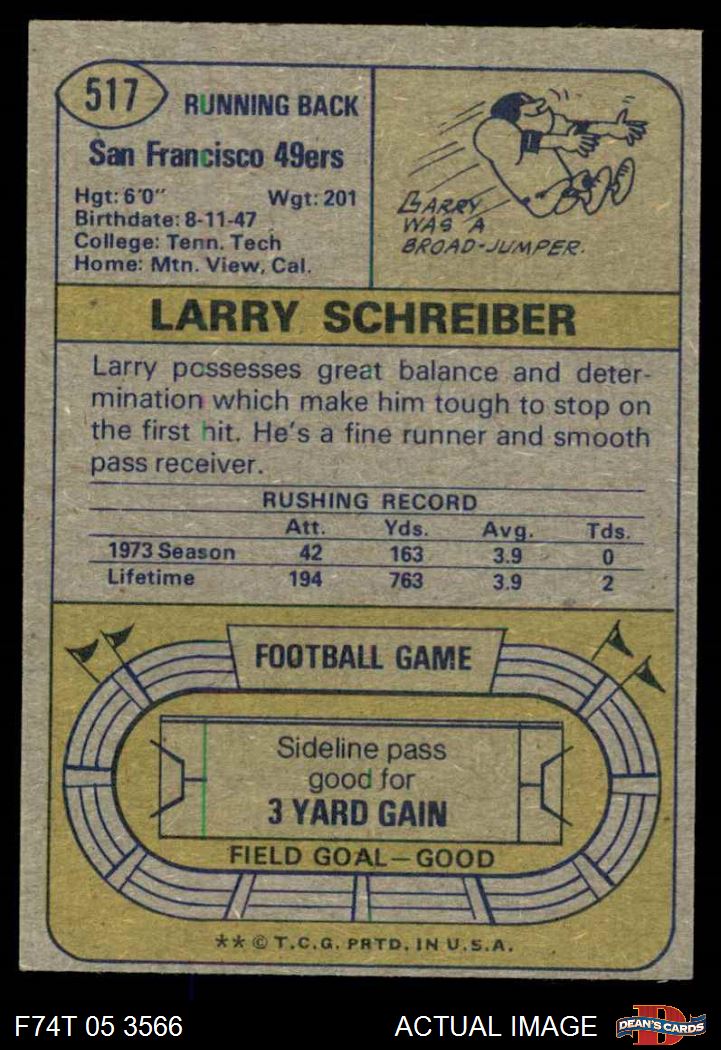 517
RUNNING BACK
San Francisco 49ers
Hgt: 6'0" Wgt: 201
Birthdate: 8-11-47
College: Tenn. Tech
Home: Mtn. View, Cal.
LARRY
WAS A
BROAD-JUMPER.
LARRY SCHREIBER
Larry possesses great balance and deter-
mination which make him tough to stop on
the first hit. He's a fine runner and smooth
pass receiver.
RUSHING RECORD
Att. Yds. Avg. Tds.
1973 Season 42 163 3.9 0
Lifetime 194 763 3.9 2
FOOTBALL GAME
Sideline pass
good for
3 YARD GAIN
FIELD GOAL—GOOD
** © T.C.G. PRTD. IN U.S.A.
F74T 05 3566 ACTUAL IMAGE
D
DEAN'S CARDS